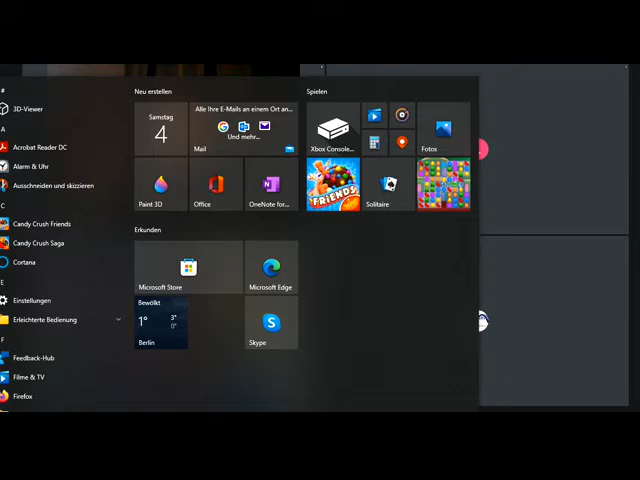 #
3D-Viewer
A
Acrobat Reader DC
Alarm & Uhr
Ausschneiden und skizzieren
C
Candy Crush Friends
Candy Crush Saga
Cortana
E
Einstellungen
Erleichterte Bedienung
F
Feedback-Hub
Filme & TV
Firefox
Neu erstellen
Samstag
4
Alle Ihre E-Mails an einem Ort an...
Und mehr...
Mail
Paint 3D
Office
OneNote for...
Erkunden
Microsoft Store
Microsoft Edge
Bewölkt
1°
3°
0°
Berlin
Skype
Spielen
Xbox Console...
Fotos
FRIENDS
Solitaire